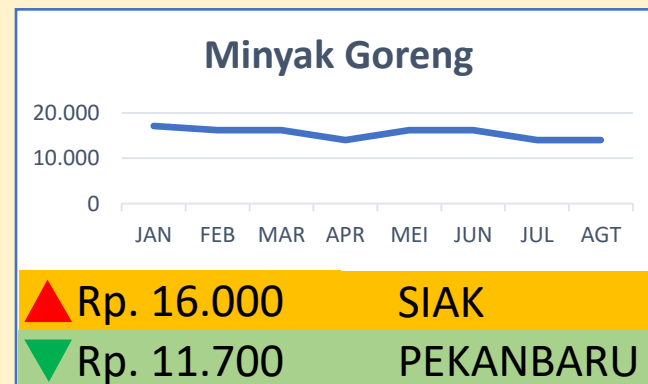 Minyak Goreng
20.000
10.000
0
JAN FEB MAR APR MEI JUN JUL AGT
Rp. 16.000 SIAK
Rp. 11.700 PEKANBARU